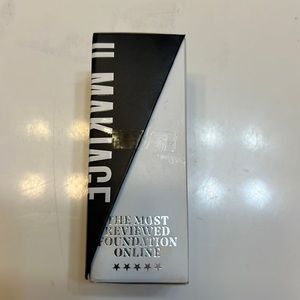 IL MAKIAGE
THE MOST
REVIEWED
FOUNDATION
ONLINE